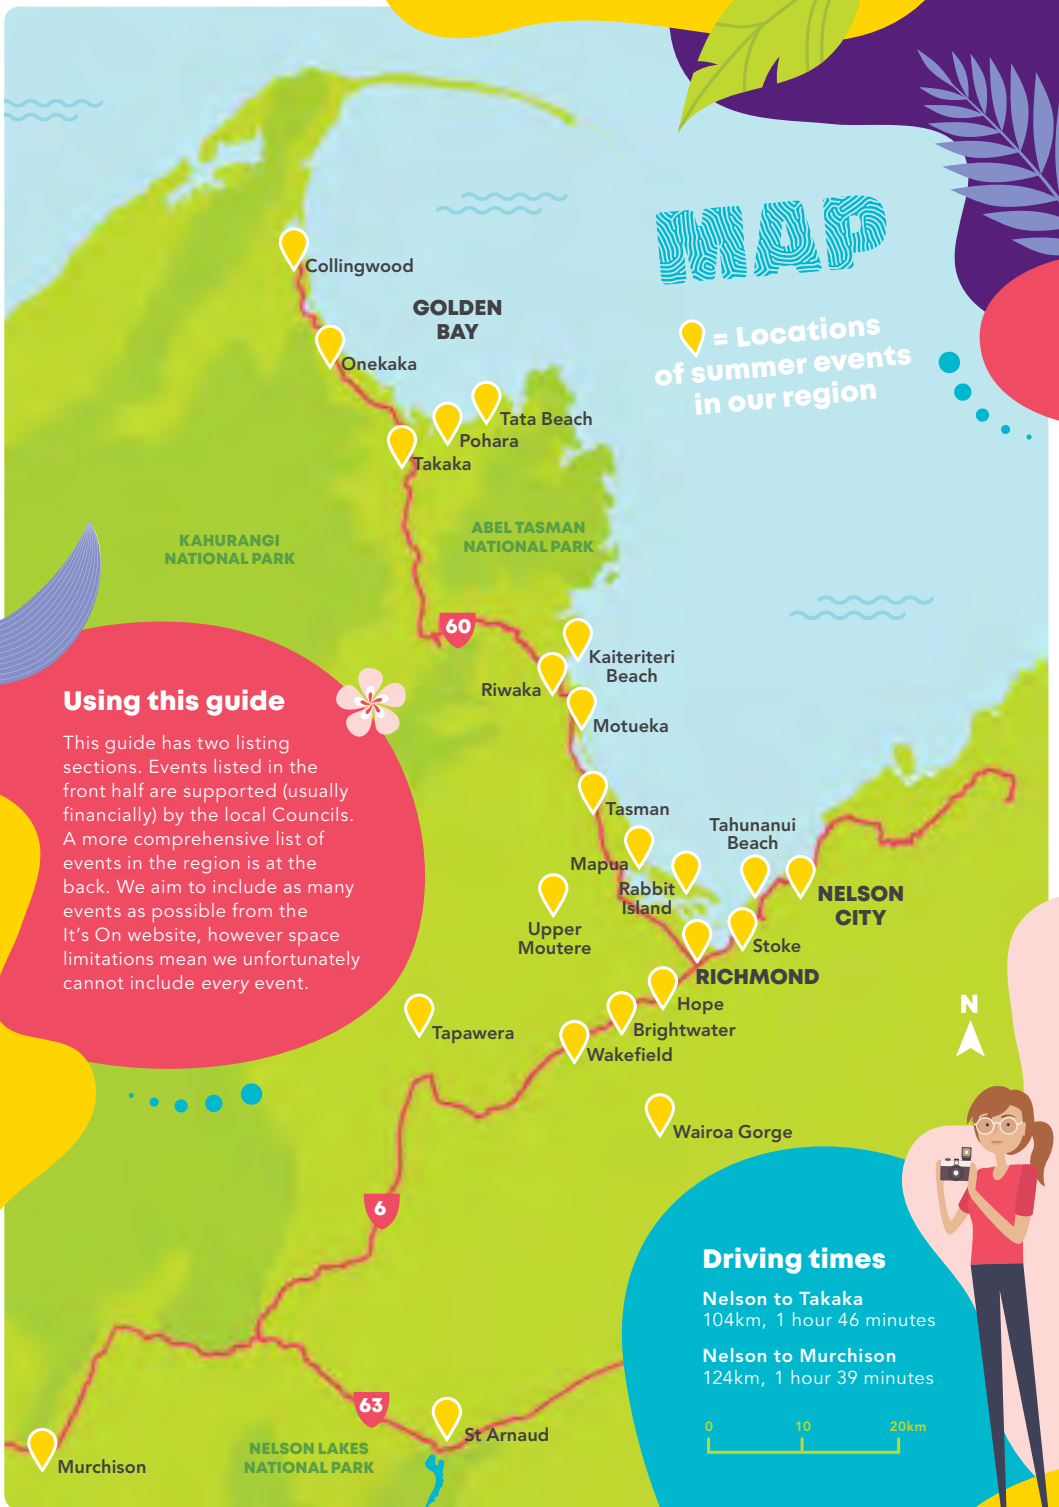 MAP
= Locations
of summer events
in our region
Collingwood
GOLDEN
BAY
Onekaka
Tata Beach
Pohara
Takaka
KAHURANGI
NATIONAL PARK
ABEL TASMAN
NATIONAL PARK
60
Kaiteriteri
Beach
Riwaka
Motueka
Using this guide
This guide has two listing
sections. Events listed in the
front half are supported (usually
financially) by the local Councils.
A more comprehensive list of
events in the region is at the
back. We aim to include as many
events as possible from the
It's On website, however space
limitations mean we unfortunately
cannot include every event.
Tasman
Tahunanui
Beach
Mapua
Rabbit
Island
NELSON
CITY
Upper
Moutere
Stoke
RICHMOND
Hope
N
Brightwater
Tapawera
Wakefield
Wairoa Gorge
6
Driving times
Nelson to Takaka
104km, 1 hour 46 minutes
Nelson to Murchison
124km, 1 hour 39 minutes
0 10 20km
63
St Arnaud
NELSON LAKES
NATIONAL PARK
Murchison